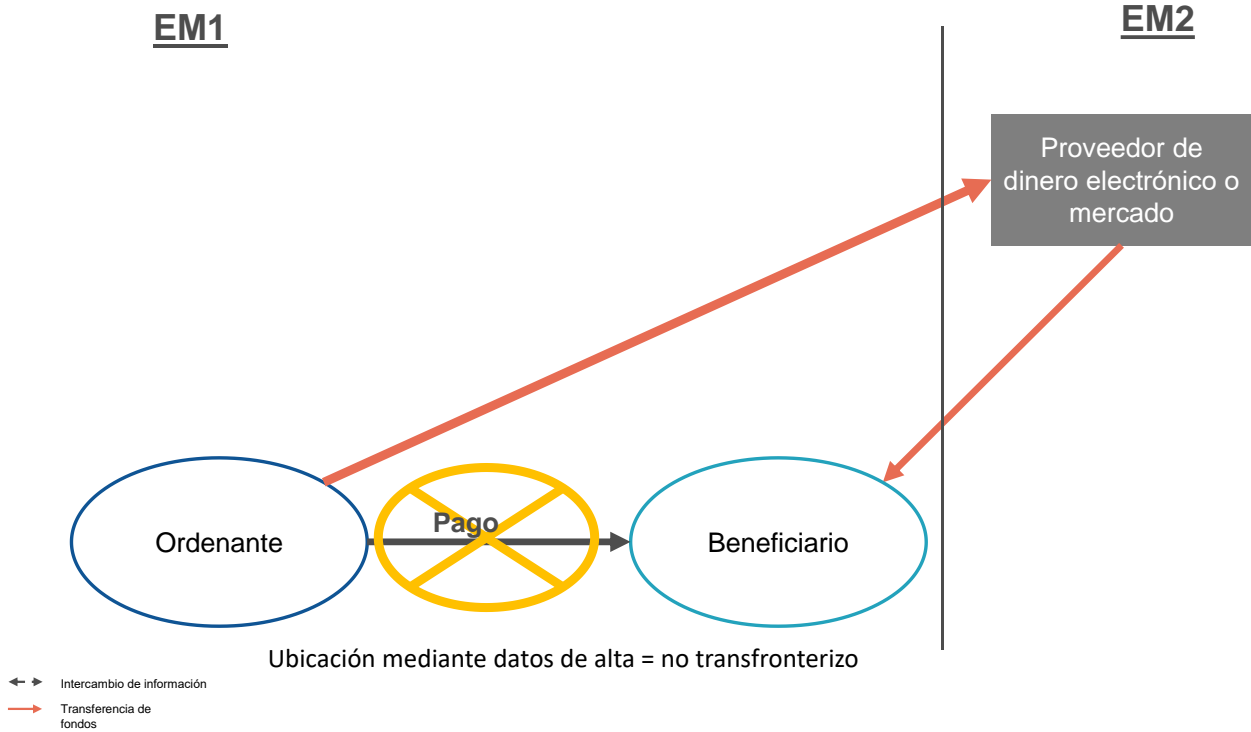 EM1
EM2
Proveedor de
dinero electrónico o
mercado
Ordenante
Pago
Beneficiario
Ubicación mediante datos de alta = no transfronterizo
Intercambio de información
Transferencia de
fondos